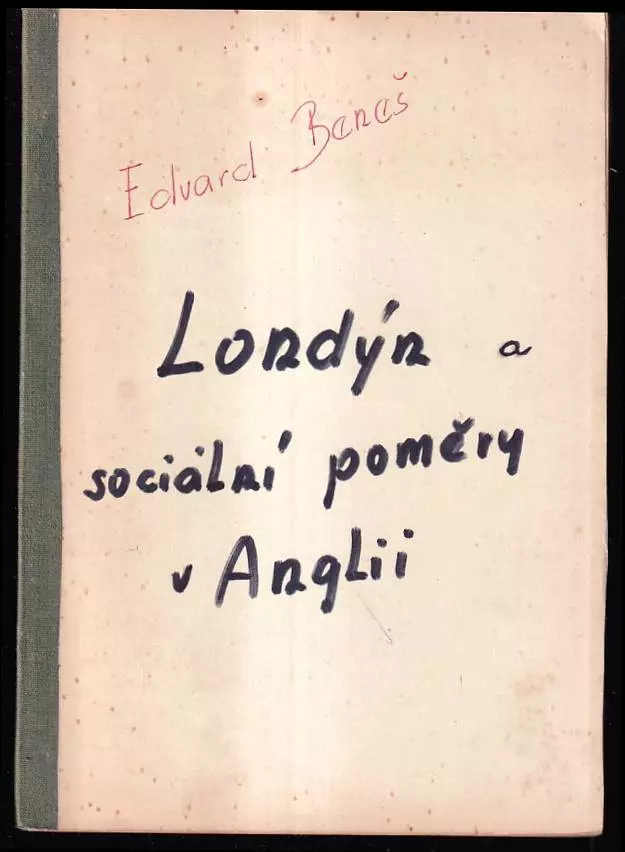 Edvard Beneš
Londýn a
sociální poměry
v Anglii